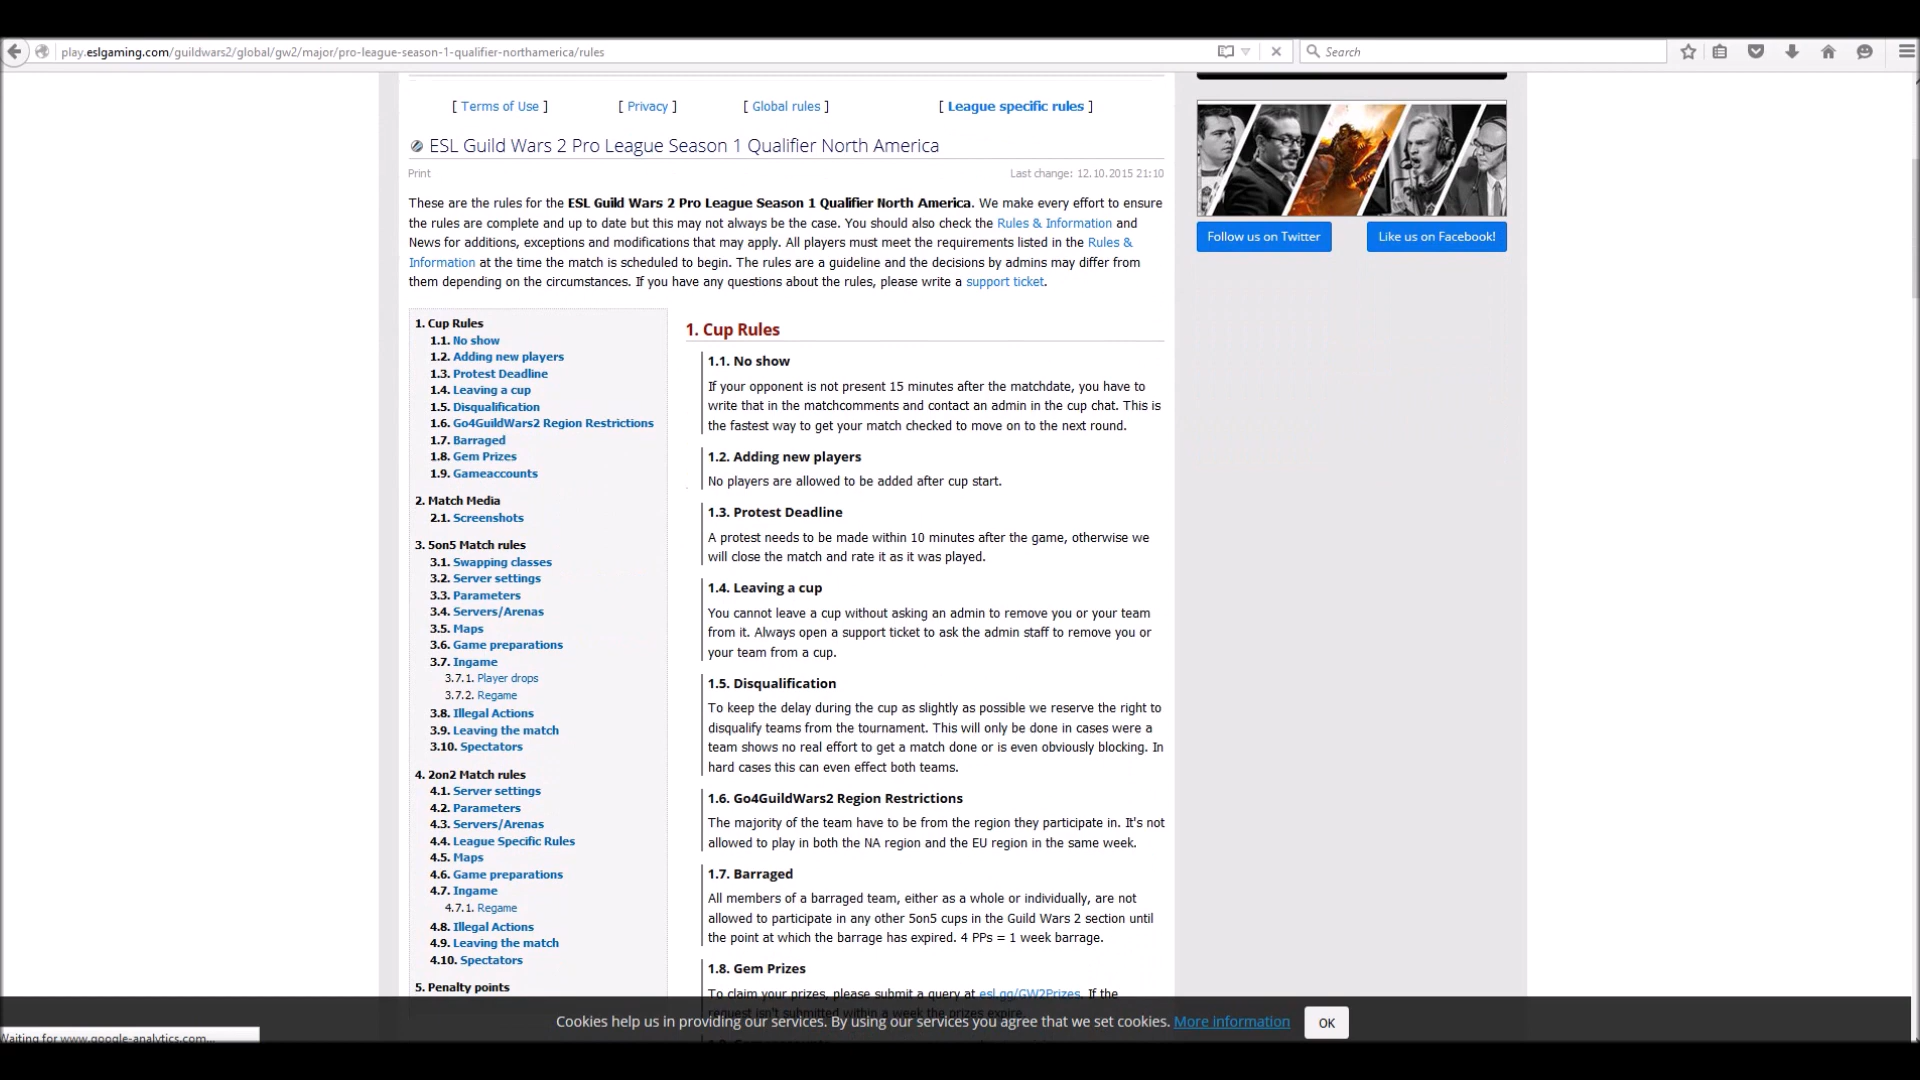 play.eslgaming.com/guildwars2/global/gw2/major/pro-league-season-1-qualifier-northamerica/rules
Search
[ Terms of Use ] [ Privacy ] [ Global rules ] [ League specific rules ]
ESL Guild Wars 2 Pro League Season 1 Qualifier North America
Print Last change: 12.10.2015 21:10
These are the rules for the ESL Guild Wars 2 Pro League Season 1 Qualifier North America. We make every effort to ensure
the rules are complete and up to date but this may not always be the case. You should also check the Rules & Information and
News for additions, exceptions and modifications that may apply. All players must meet the requirements listed in the Rules &
Information at the time the match is scheduled to begin. The rules are a guideline and the decisions by admins may differ from
them depending on the circumstances. If you have any questions about the rules, please write a support ticket.
Follow us on Twitter
Like us on Facebook!
1. Cup Rules
1.1. No show
1.2. Adding new players
1.3. Protest Deadline
1.4. Leaving a cup
1.5. Disqualification
1.6. Go4GuildWars2 Region Restrictions
1.7. Barraged
1.8. Gem Prizes
1.9. Gameaccounts
2. Match Media
2.1. Screenshots
3. 5on5 Match rules
3.1. Swapping classes
3.2. Server settings
3.3. Parameters
3.4. Servers/Arenas
3.5. Maps
3.6. Game preparations
3.7. Ingame
3.7.1. Player drops
3.7.2. Regame
3.8. Illegal Actions
3.9. Leaving the match
3.10. Spectators
4. 2on2 Match rules
4.1. Server settings
4.2. Parameters
4.3. Servers/Arenas
4.4. League Specific Rules
4.5. Maps
4.6. Game preparations
4.7. Ingame
4.7.1. Regame
4.8. Illegal Actions
4.9. Leaving the match
4.10. Spectators
5. Penalty points
1. Cup Rules
1.1. No show
If your opponent is not present 15 minutes after the matchdate, you have to
write that in the matchcomments and contact an admin in the cup chat. This is
the fastest way to get your match checked to move on to the next round.
1.2. Adding new players
No players are allowed to be added after cup start.
1.3. Protest Deadline
A protest needs to be made within 10 minutes after the game, otherwise we
will close the match and rate it as it was played.
1.4. Leaving a cup
You cannot leave a cup without asking an admin to remove you or your team
from it. Always open a support ticket to ask the admin staff to remove you or
your team from a cup.
1.5. Disqualification
To keep the delay during the cup as slightly as possible we reserve the right to
disqualify teams from the tournament. This will only be done in cases were a
team shows no real effort to get a match done or is even obviously blocking. In
hard cases this can even effect both teams.
1.6. Go4GuildWars2 Region Restrictions
The majority of the team have to be from the region they participate in. It's not
allowed to play in both the NA region and the EU region in the same week.
1.7. Barraged
All members of a barraged team, either as a whole or individually, are not
allowed to participate in any other 5on5 cups in the Guild Wars 2 section until
the point at which the barrage has expired. 4 PPs = 1 week barrage.
1.8. Gem Prizes
To claim your prizes, please submit a query at esl.gg/GW2Prizes. If the
request isn't submitted within a week the prizes expire.
Cookies help us in providing our services. By using our services you agree that we set cookies. More information
OK
Waiting for www.google-analytics.com...